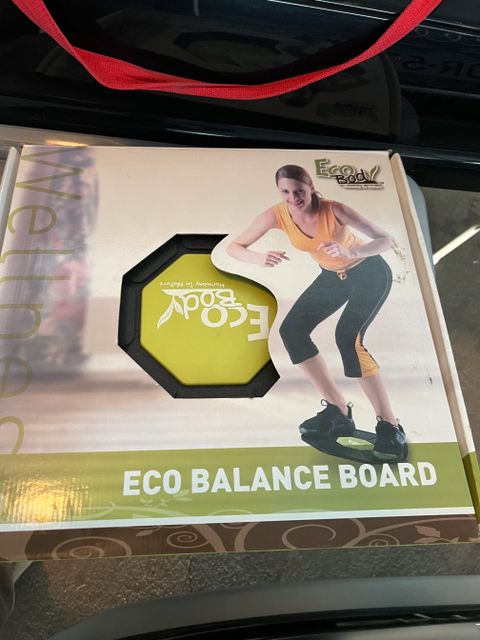 Wellness
Eco
Body
Eco
Body
Harmony in Nature
ECO BALANCE BOARD